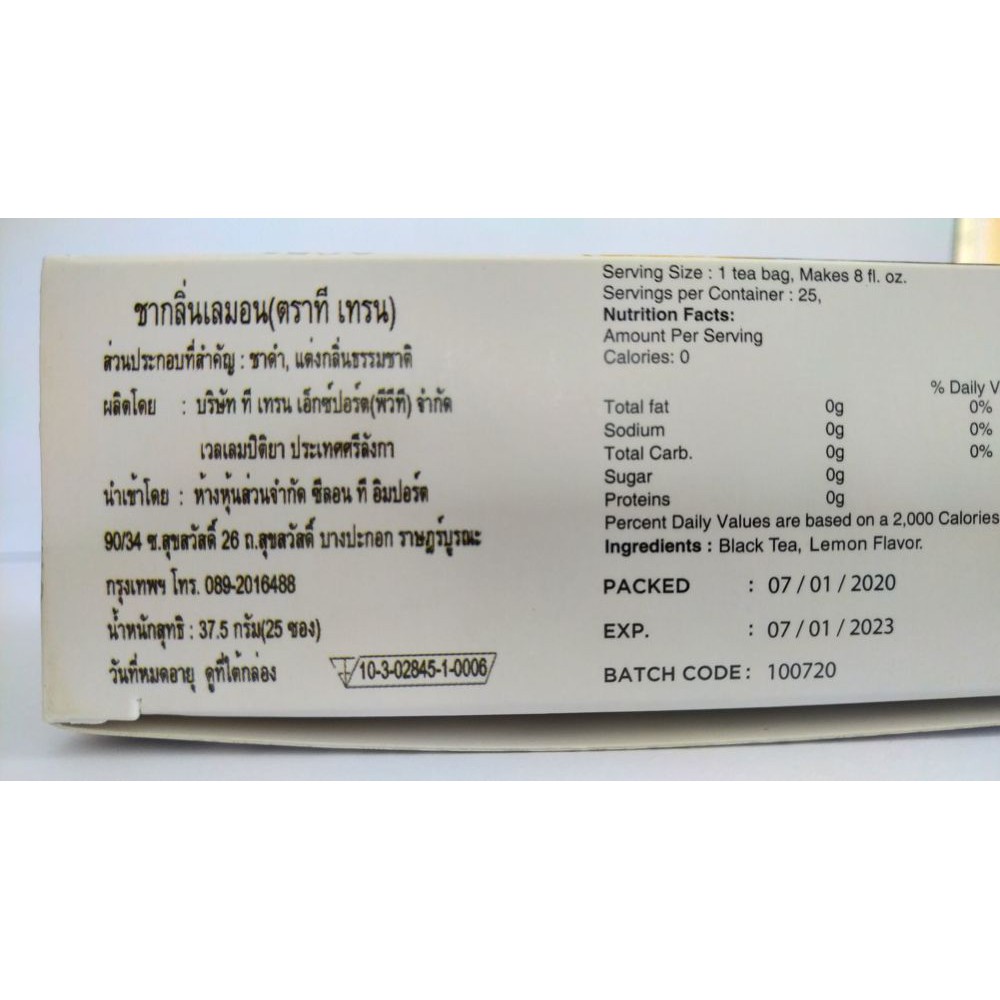 ชากลิ่นเลมอน(ตราที เทรน)
ส่วนประกอบที่สำคัญ : ชาดำ, แต่งกลิ่นธรรมชาติ
ผลิตโดย : บริษัท ที เทรน เอ็กซ์ปอร์ต(พีวีที) จำกัด
เวลเลมปิติยา ประเทศศรีลังกา
นำเข้าโดย : ห้างหุ้นส่วนจำกัด ซีลอน ที อิมปอร์ต
90/34 ซ.สุขสวัสดิ์ 26 ถ.สุขสวัสดิ์ บางปะกอก ราษฎร์บูรณะ
กรุงเทพฯ โทร. 089-2016488
น้ำหนักสุทธิ : 37.5 กรัม(25 ซอง)
วันที่หมดอายุ ดูที่ใต้กล่อง
10-3-02845-1-0006
Serving Size : 1 tea bag, Makes 8 fl. oz.
Servings per Container : 25,
Nutrition Facts:
Amount Per Serving
Calories: 0
% Daily V
Total fat 0g 0%
Sodium 0g 0%
Total Carb. 0g 0%
Sugar 0g
Proteins 0g
Percent Daily Values are based on a 2,000 Calories
Ingredients : Black Tea, Lemon Flavor.
PACKED : 07 / 01 / 2020
EXP. : 07 / 01 / 2023
BATCH CODE : 100720